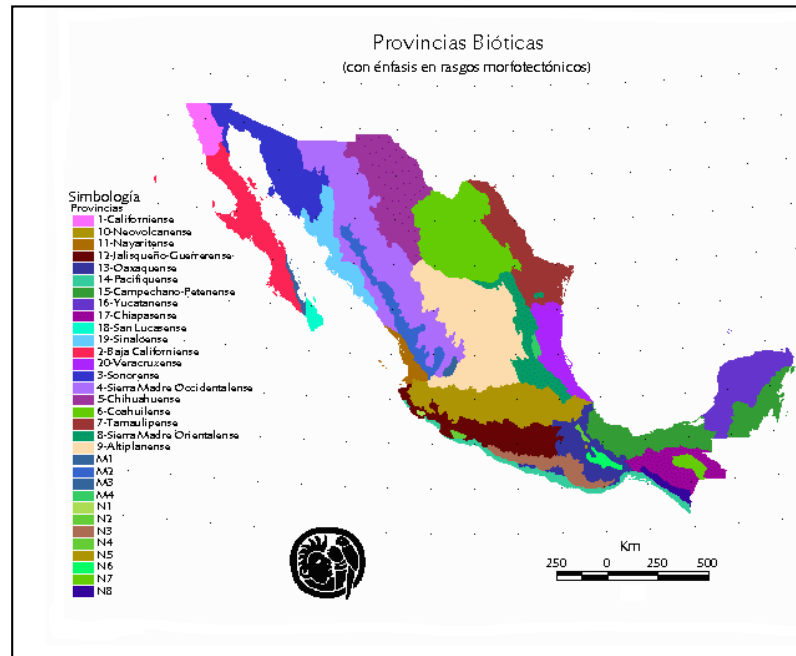 Provincias Bióticas
(con énfasis en rasgos morfotectónicos)
Simbología
Provincias
1-Californiense
10-Neovolcanense
11-Nayaritense
12-Jalisqueño-Guerrerense
13-Oaxaquense
14-Pacifiquense
15-Campechano-Petenense
16-Yucatanense
17-Chiapasense
18-San Lucasense
19-Sinaloense
2-Baja Californiense
20-Veracruxense
3-Sonorense
4-Sierra Madre Occidentalense
5-Chihuahuense
6-Coahuilense
7-Tamaulipense
8-Sierra Madre Orientalense
9-Altiplanense
M1
M2
M3
M4
N1
N2
N3
N4
N5
N6
N7
N8
Km
250 0 250 500